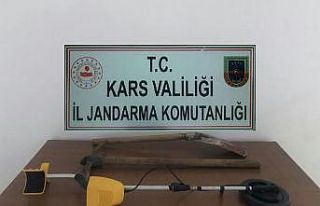 T.C.
KARS VALİLİĞİ
İL JANDARMA KOMUTANLIĞI